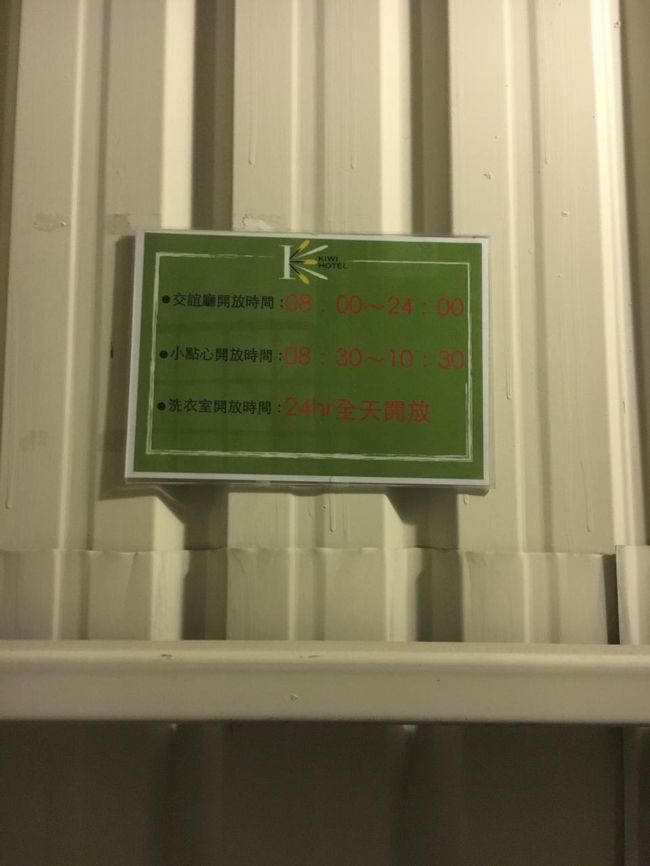 KIWI
HOTEL
●交誼廳開放時間：08：00～24：00
●小點心開放時間：08：30～10：30
●洗衣室開放時間：24hr全天開放